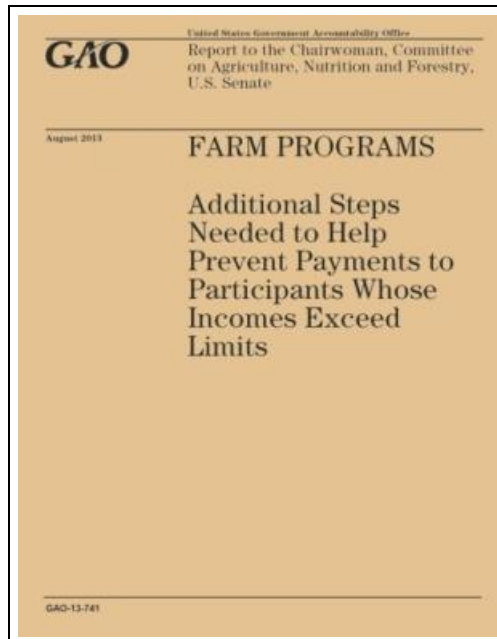 United States Government Accountability Office
GAO
Report to the Chairwoman, Committee
on Agriculture, Nutrition and Forestry,
U.S. Senate
August 2013
FARM PROGRAMS
Additional Steps
Needed to Help
Prevent Payments to
Participants Whose
Incomes Exceed
Limits
GAO-13-741